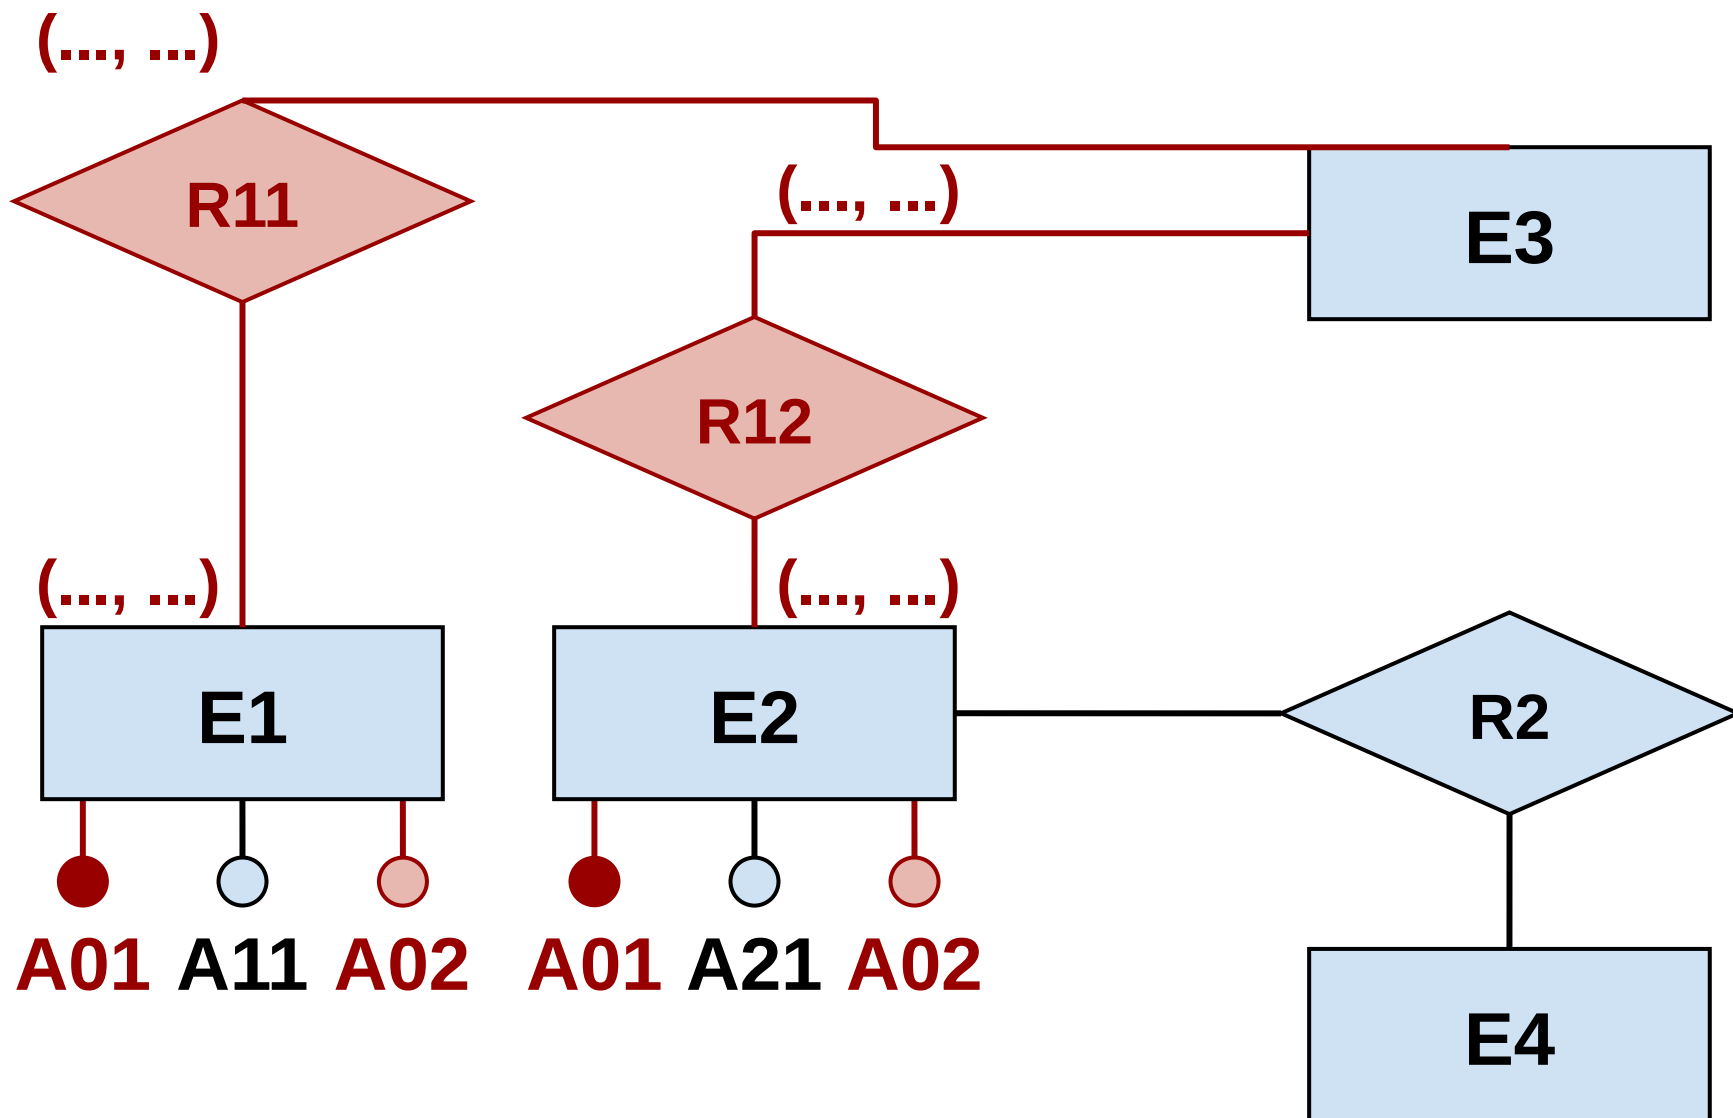 (..., ...)
R11
(..., ...)
E3
R12
(..., ...)
(..., ...)
E1
E2
R2
A01 A11 A02 A01 A21 A02
E4